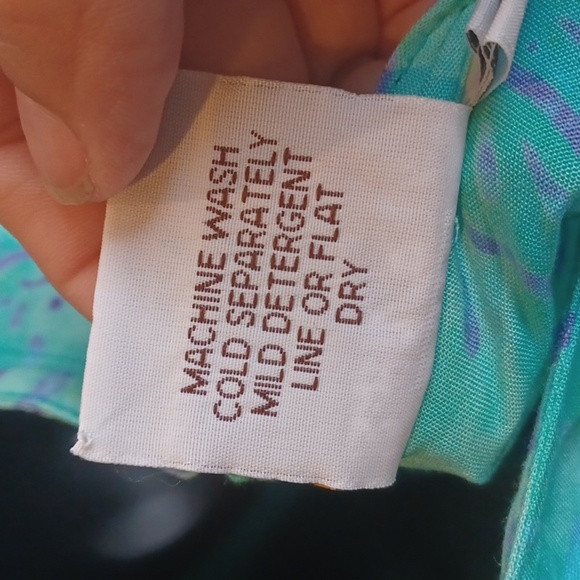 MACHINE WASH
COLD SEPARATELY
MILD DETERGENT
LINE OR FLAT
DRY